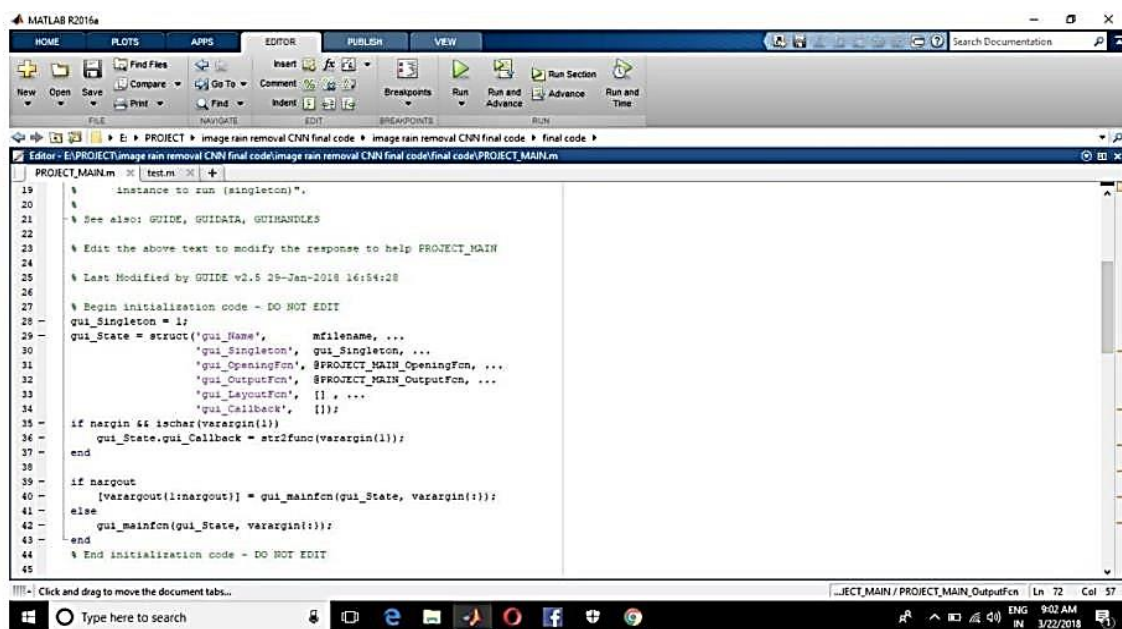 MATLAB R2016a
HOME PLOTS APPS EDITOR PUBLISH VIEW Search Documentation
Find Files Insert fx Run Section
New Open Save Compare Go To Comment Breakpoints Run Run and Advance Advance Run and Time
Print Find Indent
FILE NAVIGATE EDIT BREAKPOINTS RUN
E: PROJECT image rain removal CNN final code image rain removal CNN final code final code
Editor - E:\PROJECT\image rain removal CNN final code\image rain removal CNN final code\final code\PROJECT_MAIN.m
PROJECT_MAIN.m test.m +
19 % instance to run (singleton)".
20 %
21 % See also: GUIDE, GUIDATA, GUIHANDLES
22
23 % Edit the above text to modify the response to help PROJECT_MAIN
24
25 % Last Modified by GUIDE v2.5 29-Jan-2018 16:54:28
26
27 % Begin initialization code - DO NOT EDIT
28 - gui_Singleton = 1;
29 - gui_State = struct('gui_Name', mfilename, ...
30 'gui_Singleton', gui_Singleton, ...
31 'gui_OpeningFcn', @PROJECT_MAIN_OpeningFcn, ...
32 'gui_OutputFcn', @PROJECT_MAIN_OutputFcn, ...
33 'gui_LayoutFcn', [] , ...
34 'gui_Callback', []);
35 - if nargin && ischar(varargin{1})
36 - gui_State.gui_Callback = str2func(varargin{1});
37 - end
38
39 - if nargout
40 - [varargout{1:nargout}] = gui_mainfcn(gui_State, varargin{:});
41 - else
42 - gui_mainfcn(gui_State, varargin{:});
43 - end
44 % End initialization code - DO NOT EDIT
45
Click and drag to move the document tabs... ...JECT_MAIN / PROJECT_MAIN_OutputFcn Ln 72 Col 57
Type here to search ENG IN 9:02 AM 3/22/2018